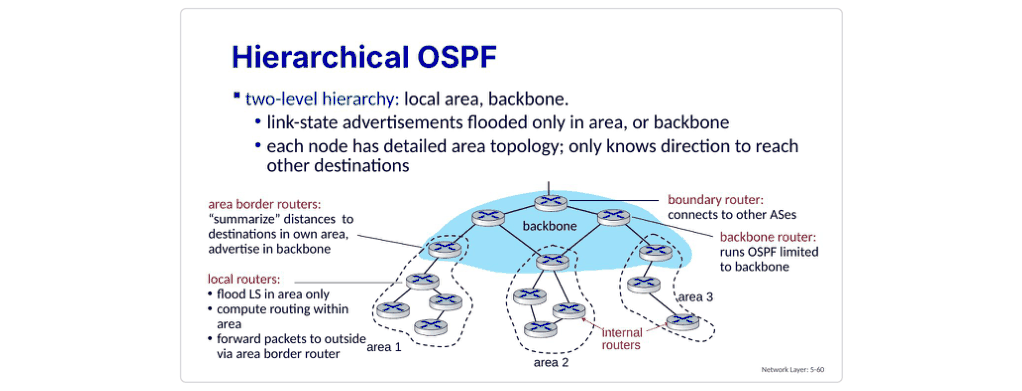 Hierarchical OSPF
▪ two-level hierarchy: local area, backbone.
• link-state advertisements flooded only in area, or backbone
• each node has detailed area topology; only knows direction to reach
other destinations
area border routers:
“summarize” distances to
destinations in own area,
advertise in backbone
local routers:
• flood LS in area only
• compute routing within
area
• forward packets to outside
via area border router
backbone
boundary router:
connects to other ASes
backbone router:
runs OSPF limited
to backbone
area 3
internal
routers
area 1
area 2
Network Layer: 5-60